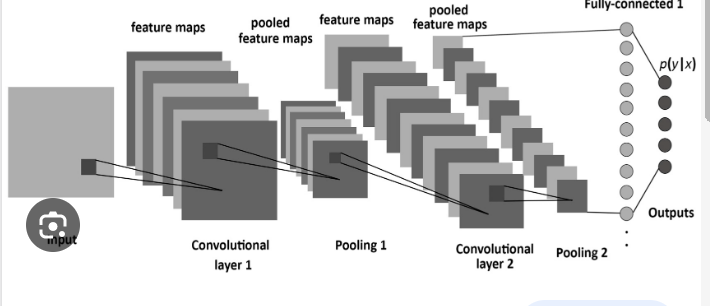 Fully-connected 1
pooled
feature maps
feature maps
pooled
feature maps
feature maps
p(y|x)
Input
Convolutional
layer 1
Pooling 1
Convolutional
layer 2
Pooling 2
Outputs